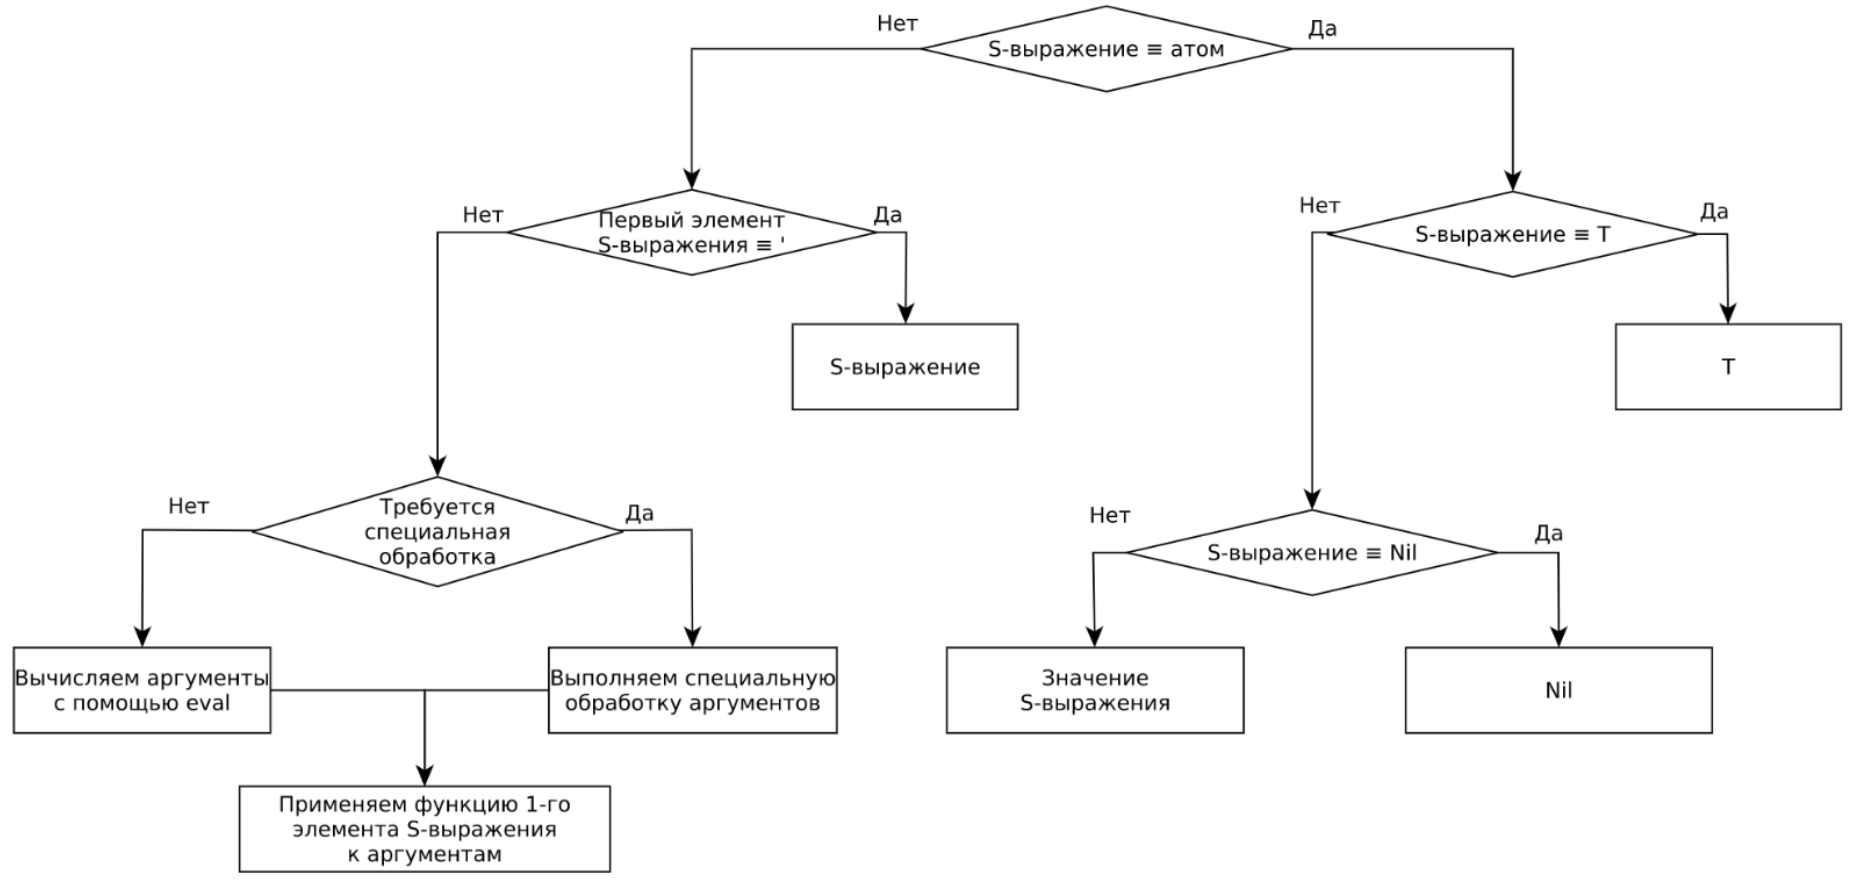 Нет
Да
S-выражение ≡ атом
Нет
Первый элемент
S-выражения ≡ '
Да
Нет
S-выражение ≡ T
Да
S-выражение
T
Нет
Требуется
специальная
обработка
Да
Нет
S-выражение ≡ Nil
Да
Вычисляем аргументы
с помощью eval
Выполняем специальную
обработку аргументов
Значение
S-выражения
Nil
Применяем функцию 1-го
элемента S-выражения
к аргументам